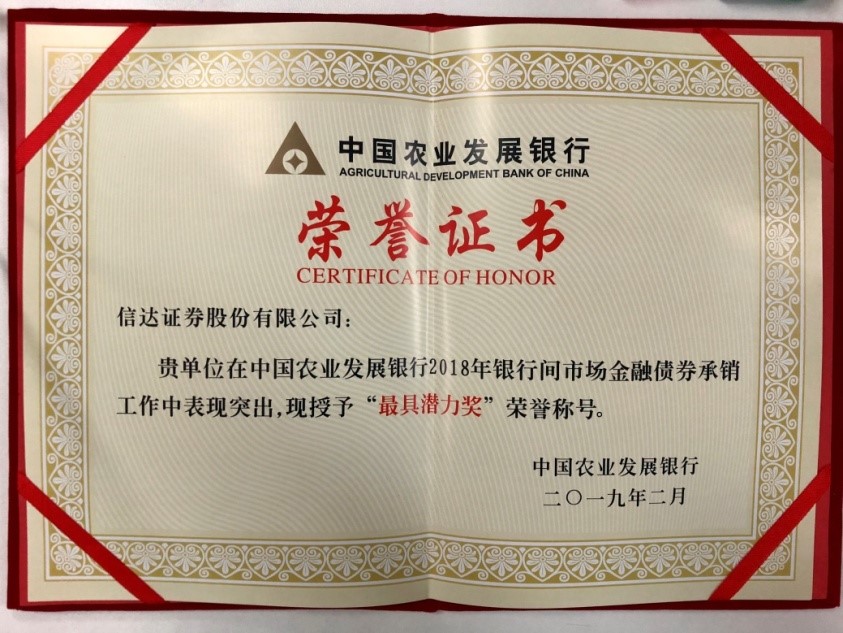 中国农业发展银行
AGRICULTURAL DEVELOPMENT BANK OF CHINA
荣誉证书
CERTIFICATE OF HONOR
信达证券股份有限公司：
贵单位在中国农业发展银行2018年银行间市场金融债券承销
工作中表现突出,现授予“最具潜力奖”荣誉称号。
中国农业发展银行
二〇一九年二月